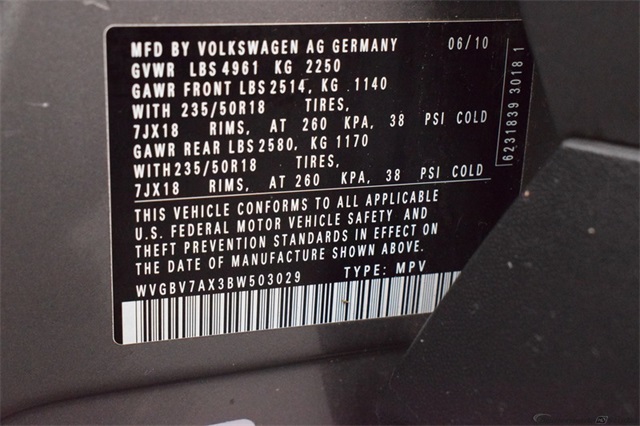 MFD BY VOLKSWAGEN AG GERMANY 06/10
GVWR LBS 4961 KG 2250
GAWR FRONT LBS 2514, KG 1140
WITH 235/50R18 TIRES,
7JX18 RIMS, AT 260 KPA, 38 PSI COLD
GAWR REAR LBS 2580, KG 1170
WITH 235/50R18 TIRES,
7JX18 RIMS, AT 260 KPA, 38 PSI COLD
THIS VEHICLE CONFORMS TO ALL APPLICABLE
U.S. FEDERAL MOTOR VEHICLE SAFETY AND
THEFT PREVENTION STANDARDS IN EFFECT ON
THE DATE OF MANUFACTURE SHOWN ABOVE.
WVGBV7AX3BW503029 TYPE: MPV
6231839 3018 1